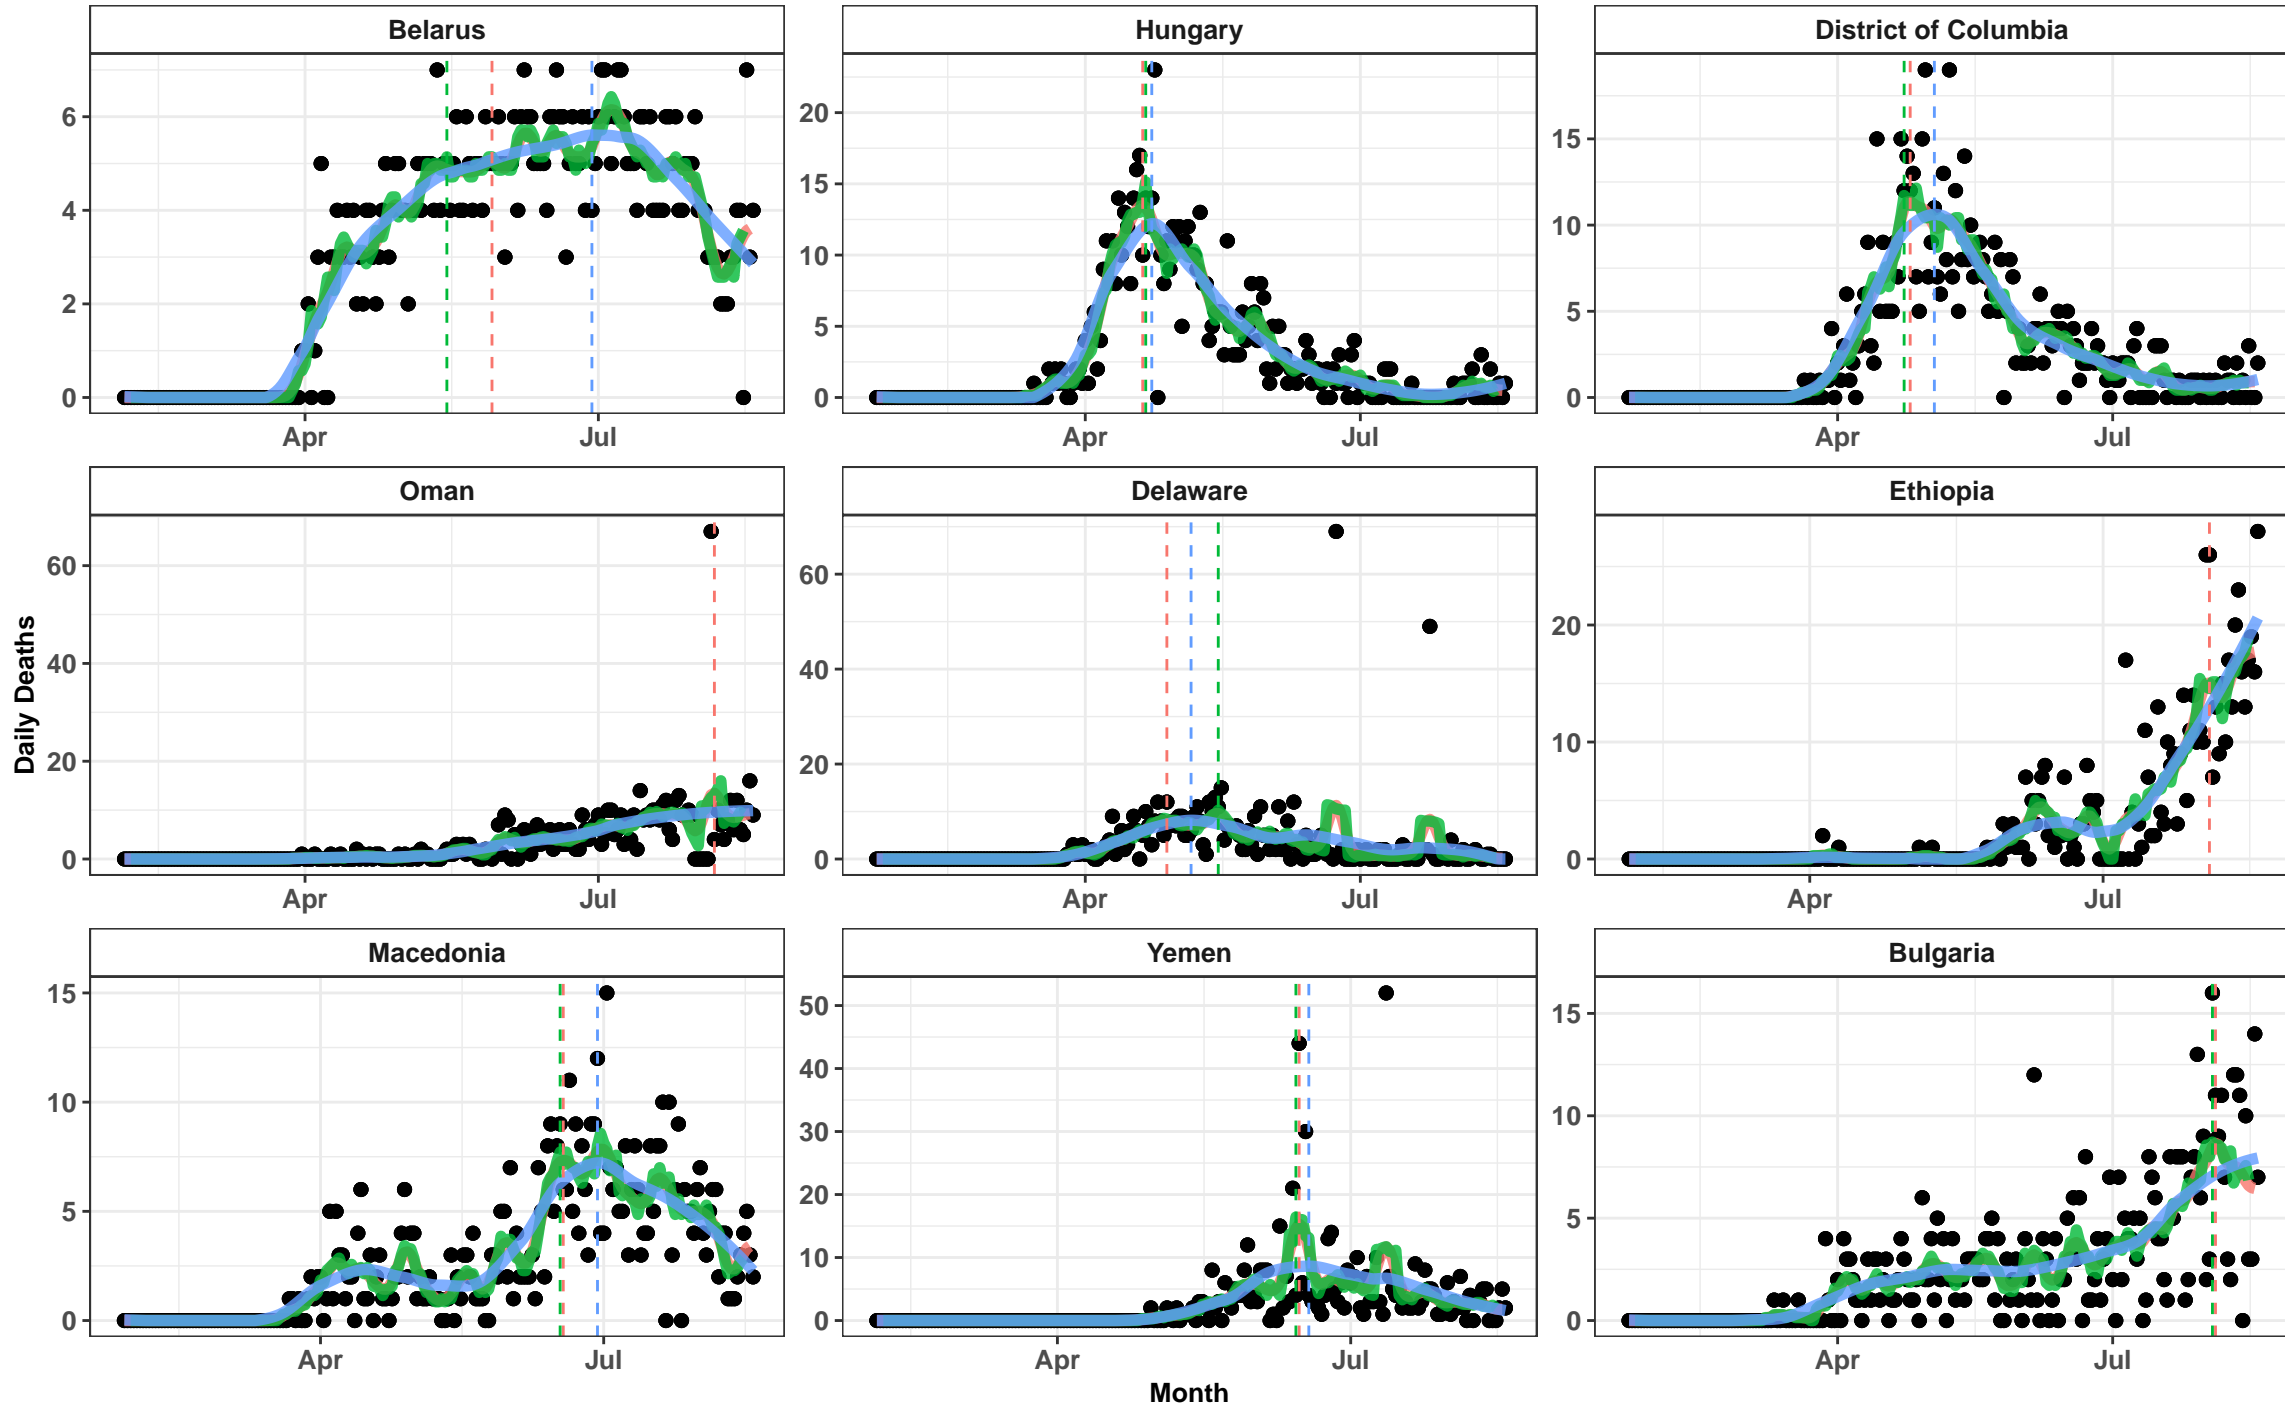 Belarus Hungary District of Columbia
6 20 15
4 15 10
2 10 5
0 5 0
0
Apr Jul Apr Jul Apr Jul
Oman Delaware Ethiopia
60 60 20
40 40 10
20 20 0
0 0
Apr Jul Apr Jul Apr Jul
Daily Deaths
Macedonia Yemen Bulgaria
15 50 15
10 40 10
5 30 5
0 20 0
10
0
Apr Jul Apr Jul Apr Jul
Month